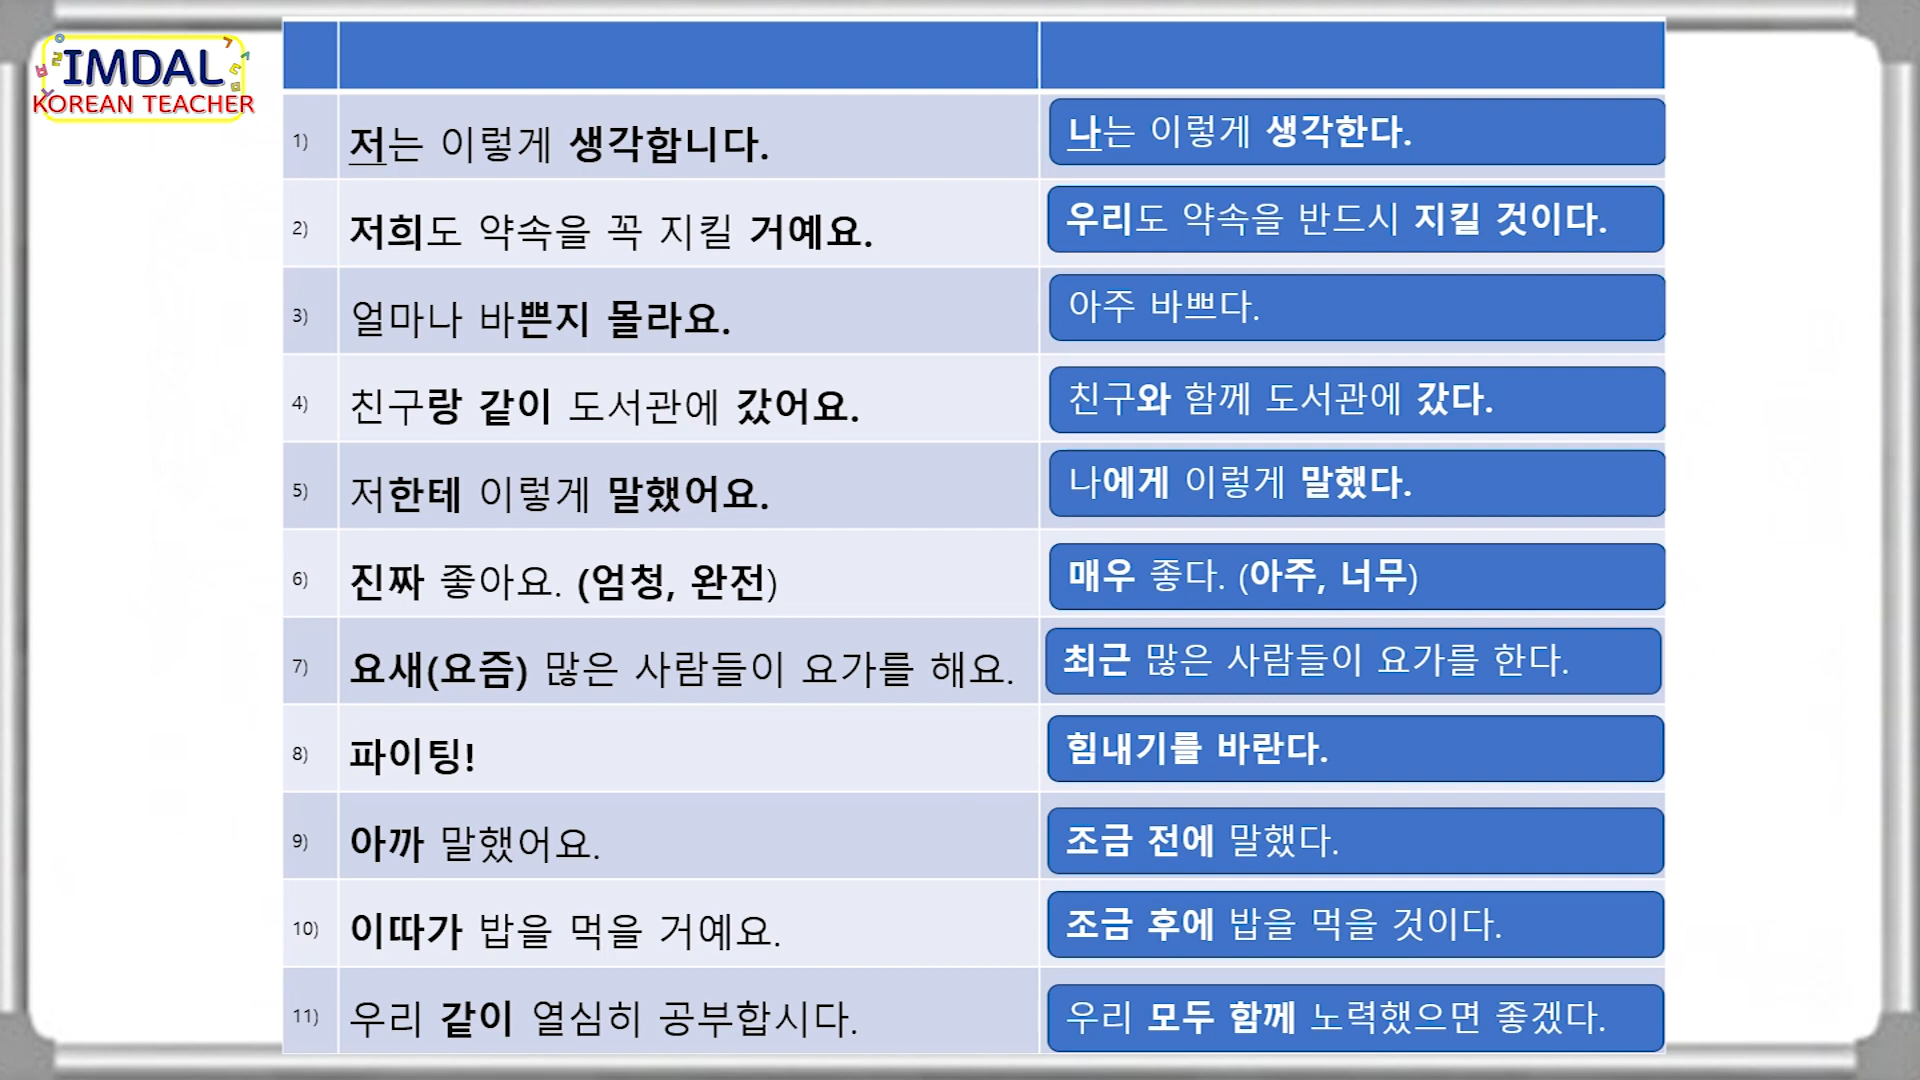 IMDAL
KOREAN TEACHER
1) 저는 이렇게 생각합니다. 나는 이렇게 생각한다.
2) 저희도 약속을 꼭 지킬 거예요. 우리도 약속을 반드시 지킬 것이다.
3) 얼마나 바쁜지 몰라요. 아주 바쁘다.
4) 친구랑 같이 도서관에 갔어요. 친구와 함께 도서관에 갔다.
5) 저한테 이렇게 말했어요. 나에게 이렇게 말했다.
6) 진짜 좋아요. (엄청, 완전) 매우 좋다. (아주, 너무)
7) 요새(요즘) 많은 사람들이 요가를 해요. 최근 많은 사람들이 요가를 한다.
8) 파이팅! 힘내기를 바란다.
9) 아까 말했어요. 조금 전에 말했다.
10) 이따가 밥을 먹을 거예요. 조금 후에 밥을 먹을 것이다.
11) 우리 같이 열심히 공부합시다. 우리 모두 함께 노력했으면 좋겠다.